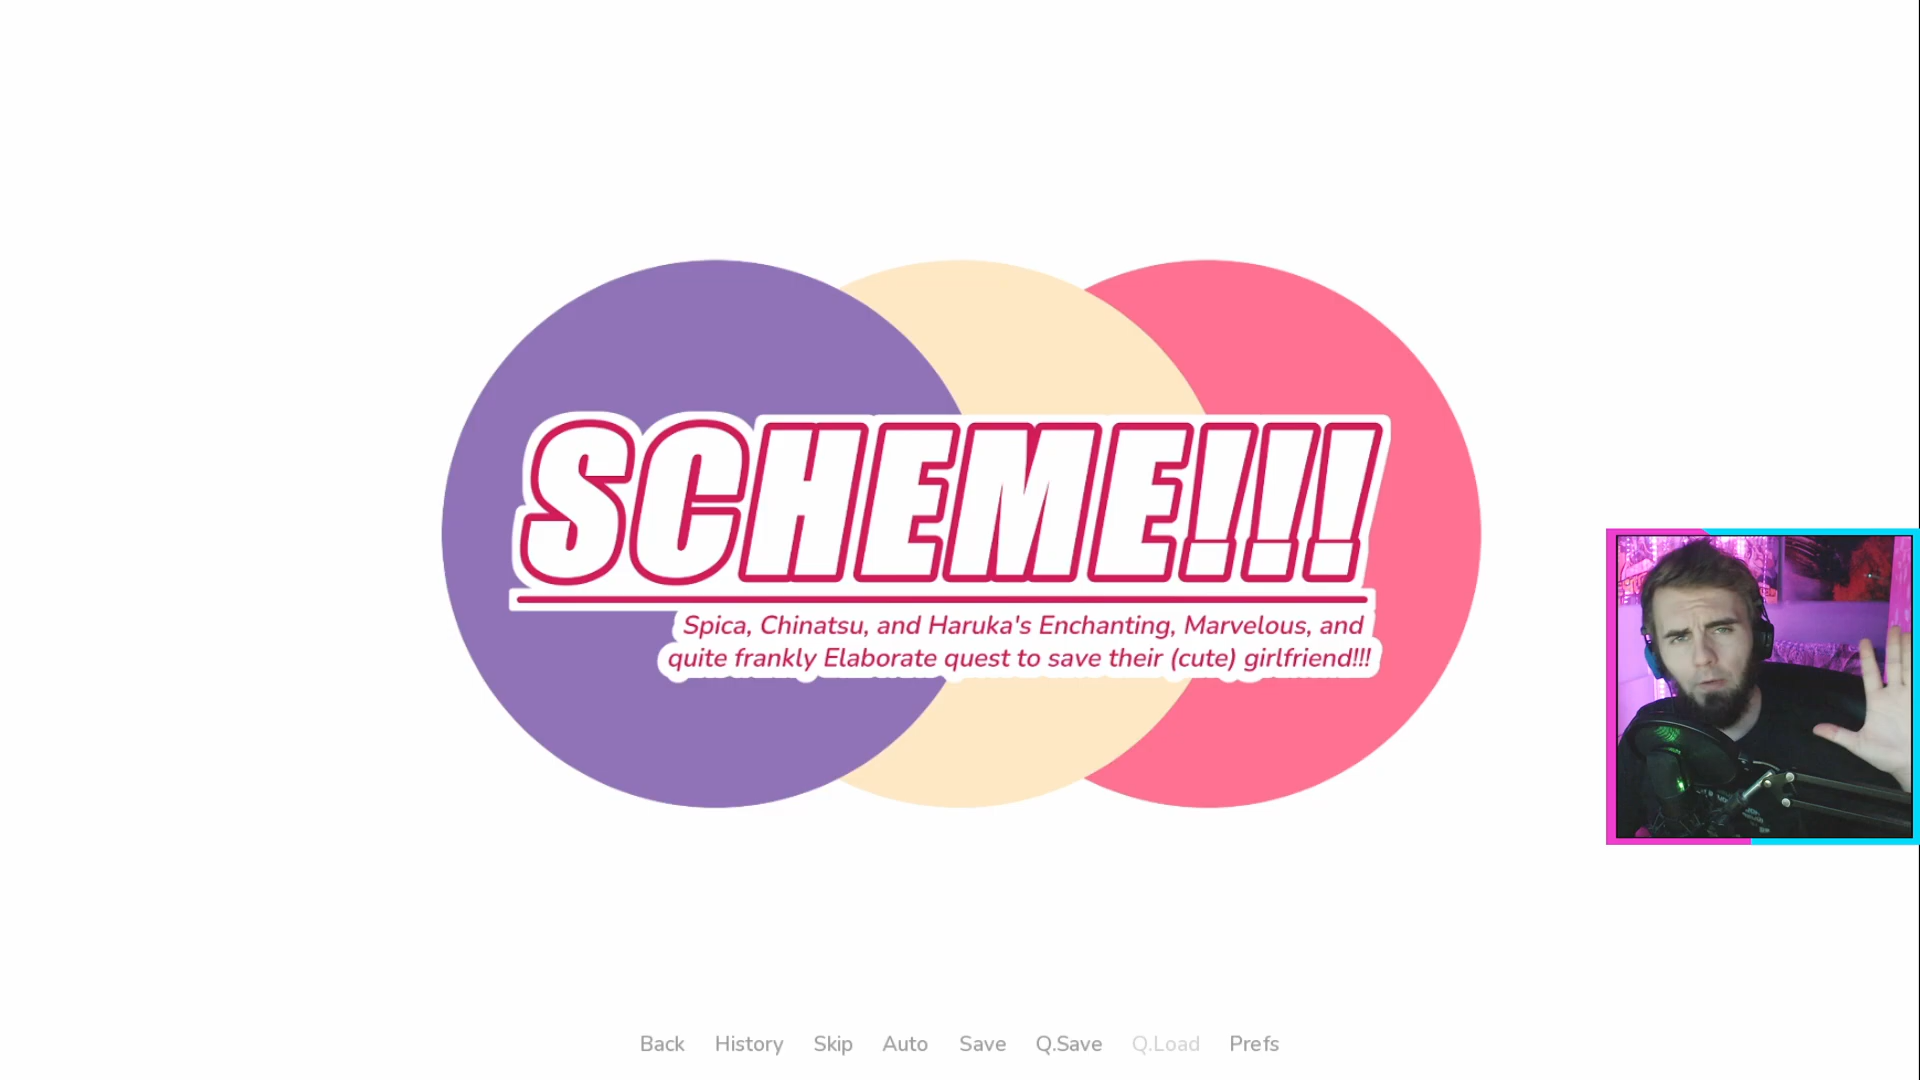 SCHEME!!!
Spica, Chinatsu, and Haruka's Enchanting, Marvelous, and
quite frankly Elaborate quest to save their (cute) girlfriend!!!
Back History Skip Auto Save Q.Save Q.Load Prefs